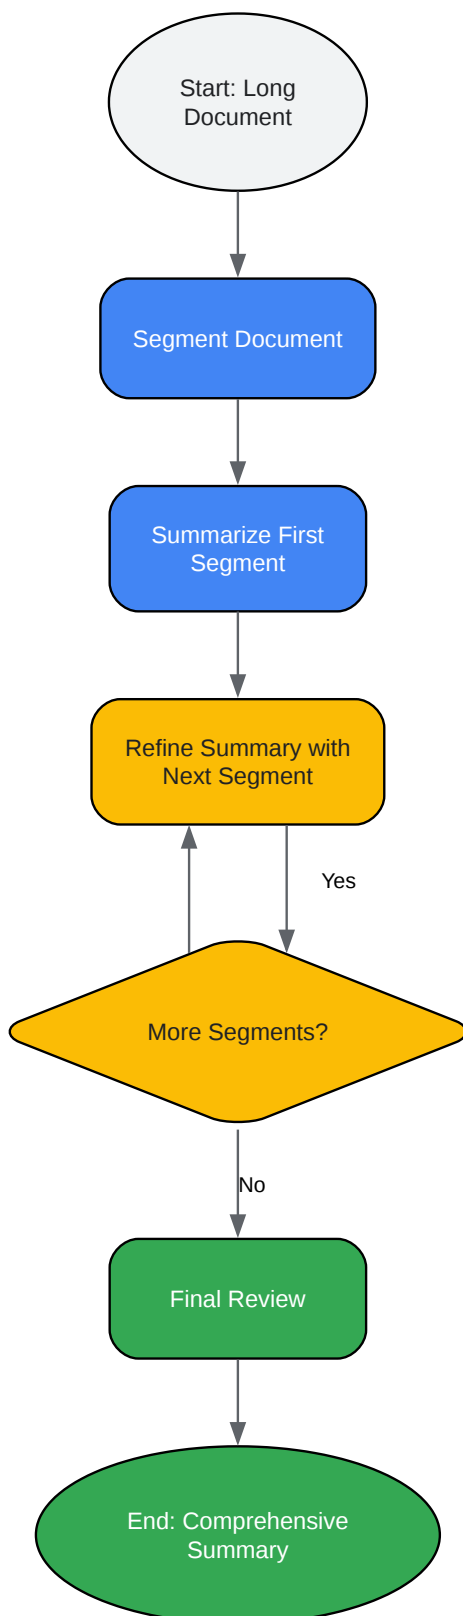 Start: Long
Document
Segment Document
Summarize First
Segment
Refine Summary with
Next Segment
Yes
More Segments?
No
Final Review
End: Comprehensive
Summary